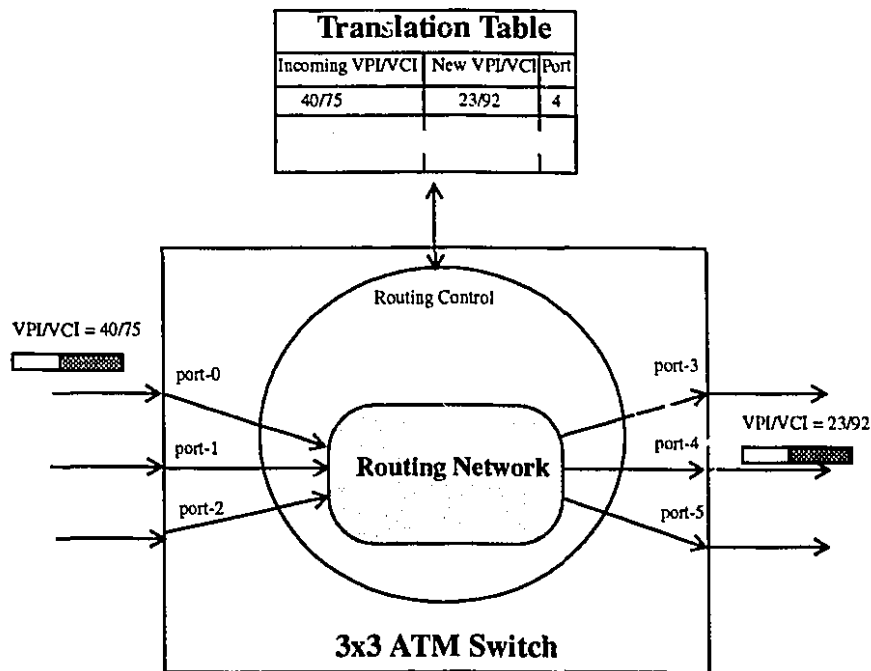 Translation Table
Incoming VPI/VCI New VPI/VCI Port
40/75 23/92 4
Routing Control
VPI/VCI = 40/75
port-0
port-3
VPI/VCI = 23/92
port-1
Routing Network
port-4
port-2
port-5
3x3 ATM Switch